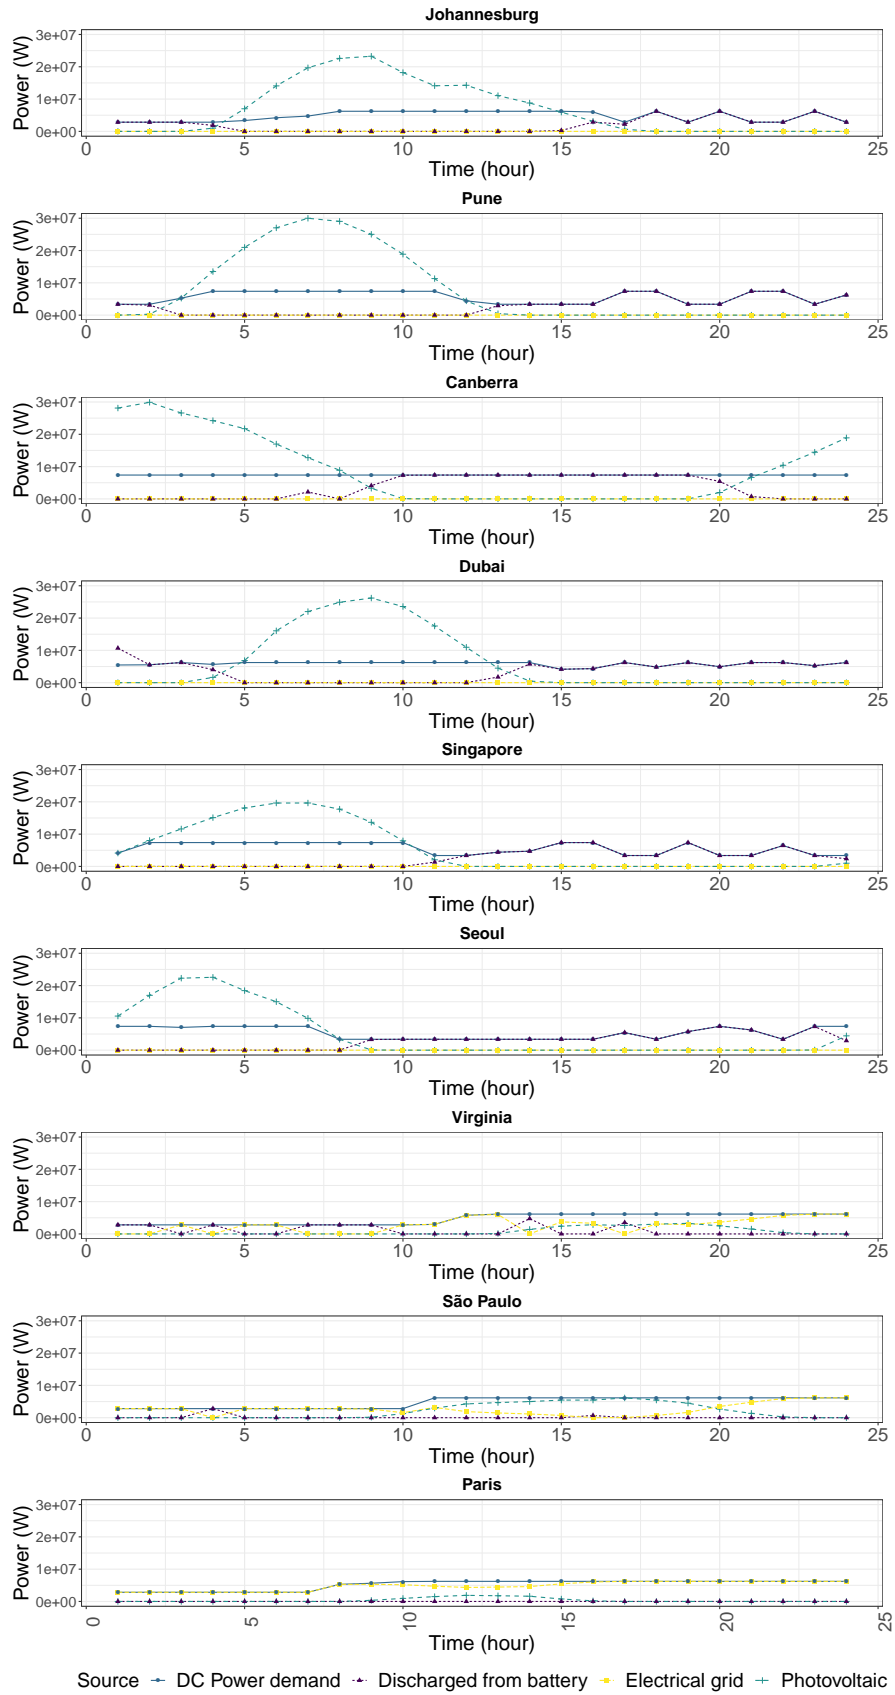 Johannesburg
Power (W)
3e+07
2e+07
1e+07
0e+00
0 5 10 15 20 25
Time (hour)
Pune
Power (W)
3e+07
2e+07
1e+07
0e+00
0 5 10 15 20 25
Time (hour)
Canberra
Power (W)
3e+07
2e+07
1e+07
0e+00
0 5 10 15 20 25
Time (hour)
Dubai
Power (W)
3e+07
2e+07
1e+07
0e+00
0 5 10 15 20 25
Time (hour)
Singapore
Power (W)
3e+07
2e+07
1e+07
0e+00
0 5 10 15 20 25
Time (hour)
Seoul
Power (W)
3e+07
2e+07
1e+07
0e+00
0 5 10 15 20 25
Time (hour)
Virginia
Power (W)
3e+07
2e+07
1e+07
0e+00
0 5 10 15 20 25
Time (hour)
São Paulo
Power (W)
3e+07
2e+07
1e+07
0e+00
0 5 10 15 20 25
Time (hour)
Paris
Power (W)
3e+07
2e+07
1e+07
0e+00
0 5 10 15 20 25
Time (hour)
Source DC Power demand Discharged from battery Electrical grid Photovoltaic